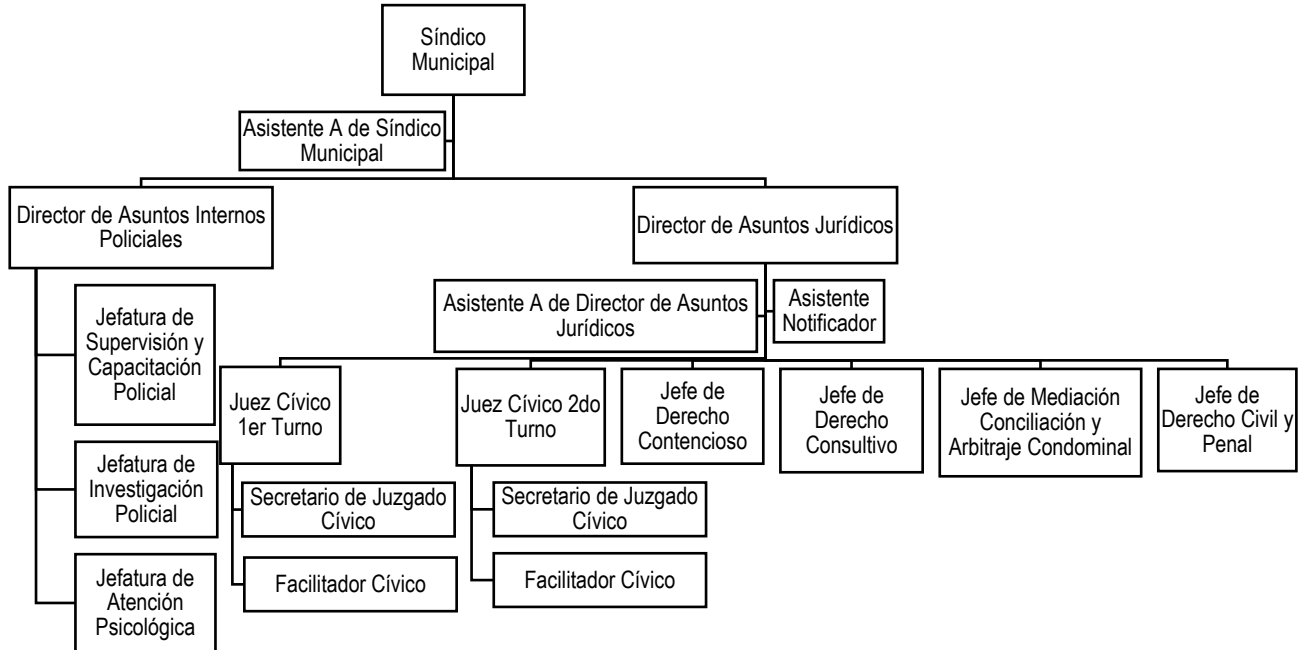 Síndico
Municipal
Asistente A de Síndico
Municipal
Director de Asuntos Internos
Policiales
Director de Asuntos Jurídicos
Asistente A de Director de Asuntos
Jurídicos
Asistente
Notificador
Jefatura de
Supervisión y
Capacitación
Policial
Jefatura de
Investigación
Policial
Jefatura de
Atención
Psicológica
Juez Cívico
1er Turno
Secretario de Juzgado
Cívico
Facilitador Cívico
Juez Cívico 2do
Turno
Secretario de Juzgado
Cívico
Facilitador Cívico
Jefe de
Derecho
Contencioso
Jefe de
Derecho
Consultivo
Jefe de Mediación
Conciliación y
Arbitraje Condominal
Jefe de
Derecho Civil y
Penal